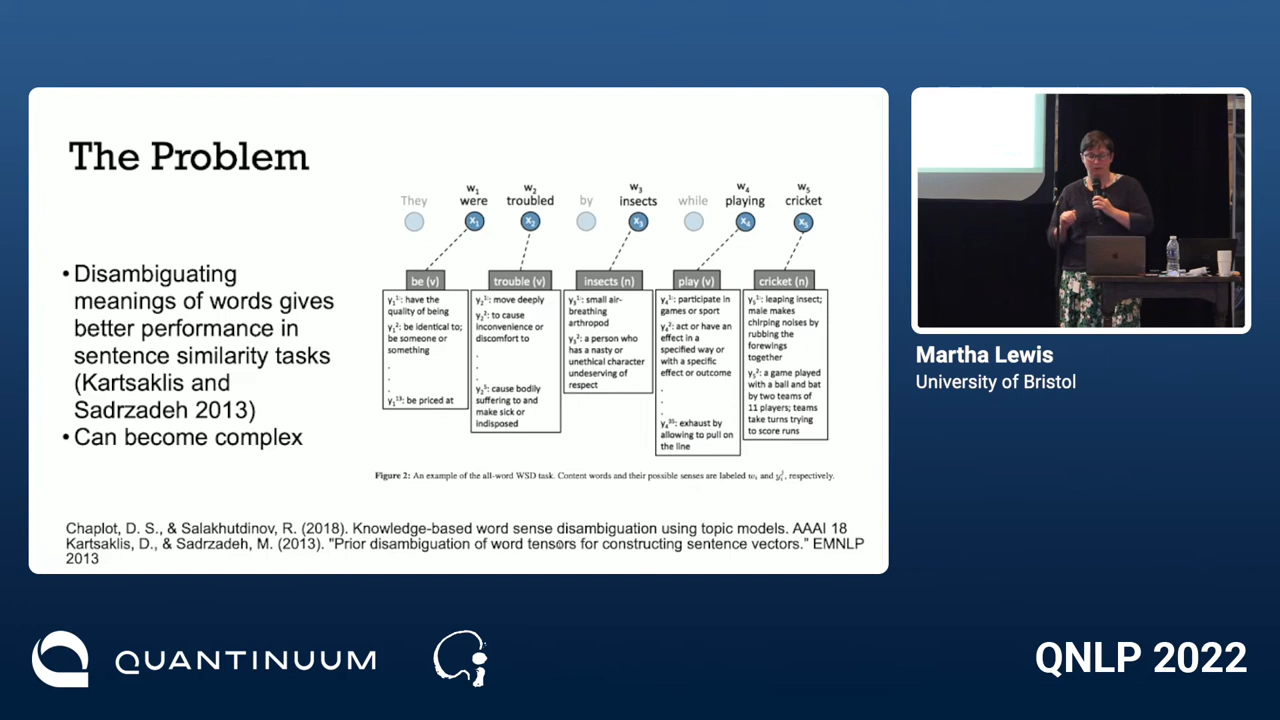 The Problem
• Disambiguating
meanings of words gives
better performance in
sentence similarity tasks
(Kartsaklis and
Sadrzadeh 2013)
• Can become complex
They
w1
were
x1
w2
troubled
x2
by
w3
insects
x3
while
w4
playing
x4
w5
cricket
x5
be (v)
y₁¹: have the
quality of being
y₁²: be identical to;
be someone or
something
.
.
.
y₁¹³: be priced at
trouble (v)
y₂¹: move deeply
y₂²: to cause
inconvenience or
discomfort to
.
.
.
y₂⁵: cause bodily
suffering to and
make sick or
indisposed
insects (n)
y₃¹: small air-
breathing
arthropod
y₃²: a person who
has a nasty or
unethical character
undeserving of
respect
play (v)
y₄¹: participate in
games or sport
y₄²: act or have an
effect in a
specified way or
with a specific
effect or outcome
.
.
.
y₄³⁵: exhaust by
allowing to pull on
the line
cricket (n)
y₅¹: leaping insect;
male makes
chirping noises by
rubbing the
forewings
together
y₅²: a game played
with a ball and bat
by two teams of
11 players; teams
take turns trying
to score runs
Figure 2: An example of the all-word WSD task. Content words and their possible senses are labeled wᵢ and yᵢʲ, respectively.
Chaplot, D. S., & Salakhutdinov, R. (2018). Knowledge-based word sense disambiguation using topic models. AAAI 18
Kartsaklis, D., & Sadrzadeh, M. (2013). "Prior disambiguation of word tensors for constructing sentence vectors." EMNLP
2013
Martha Lewis
University of Bristol
QUANTINUUM
QNLP 2022